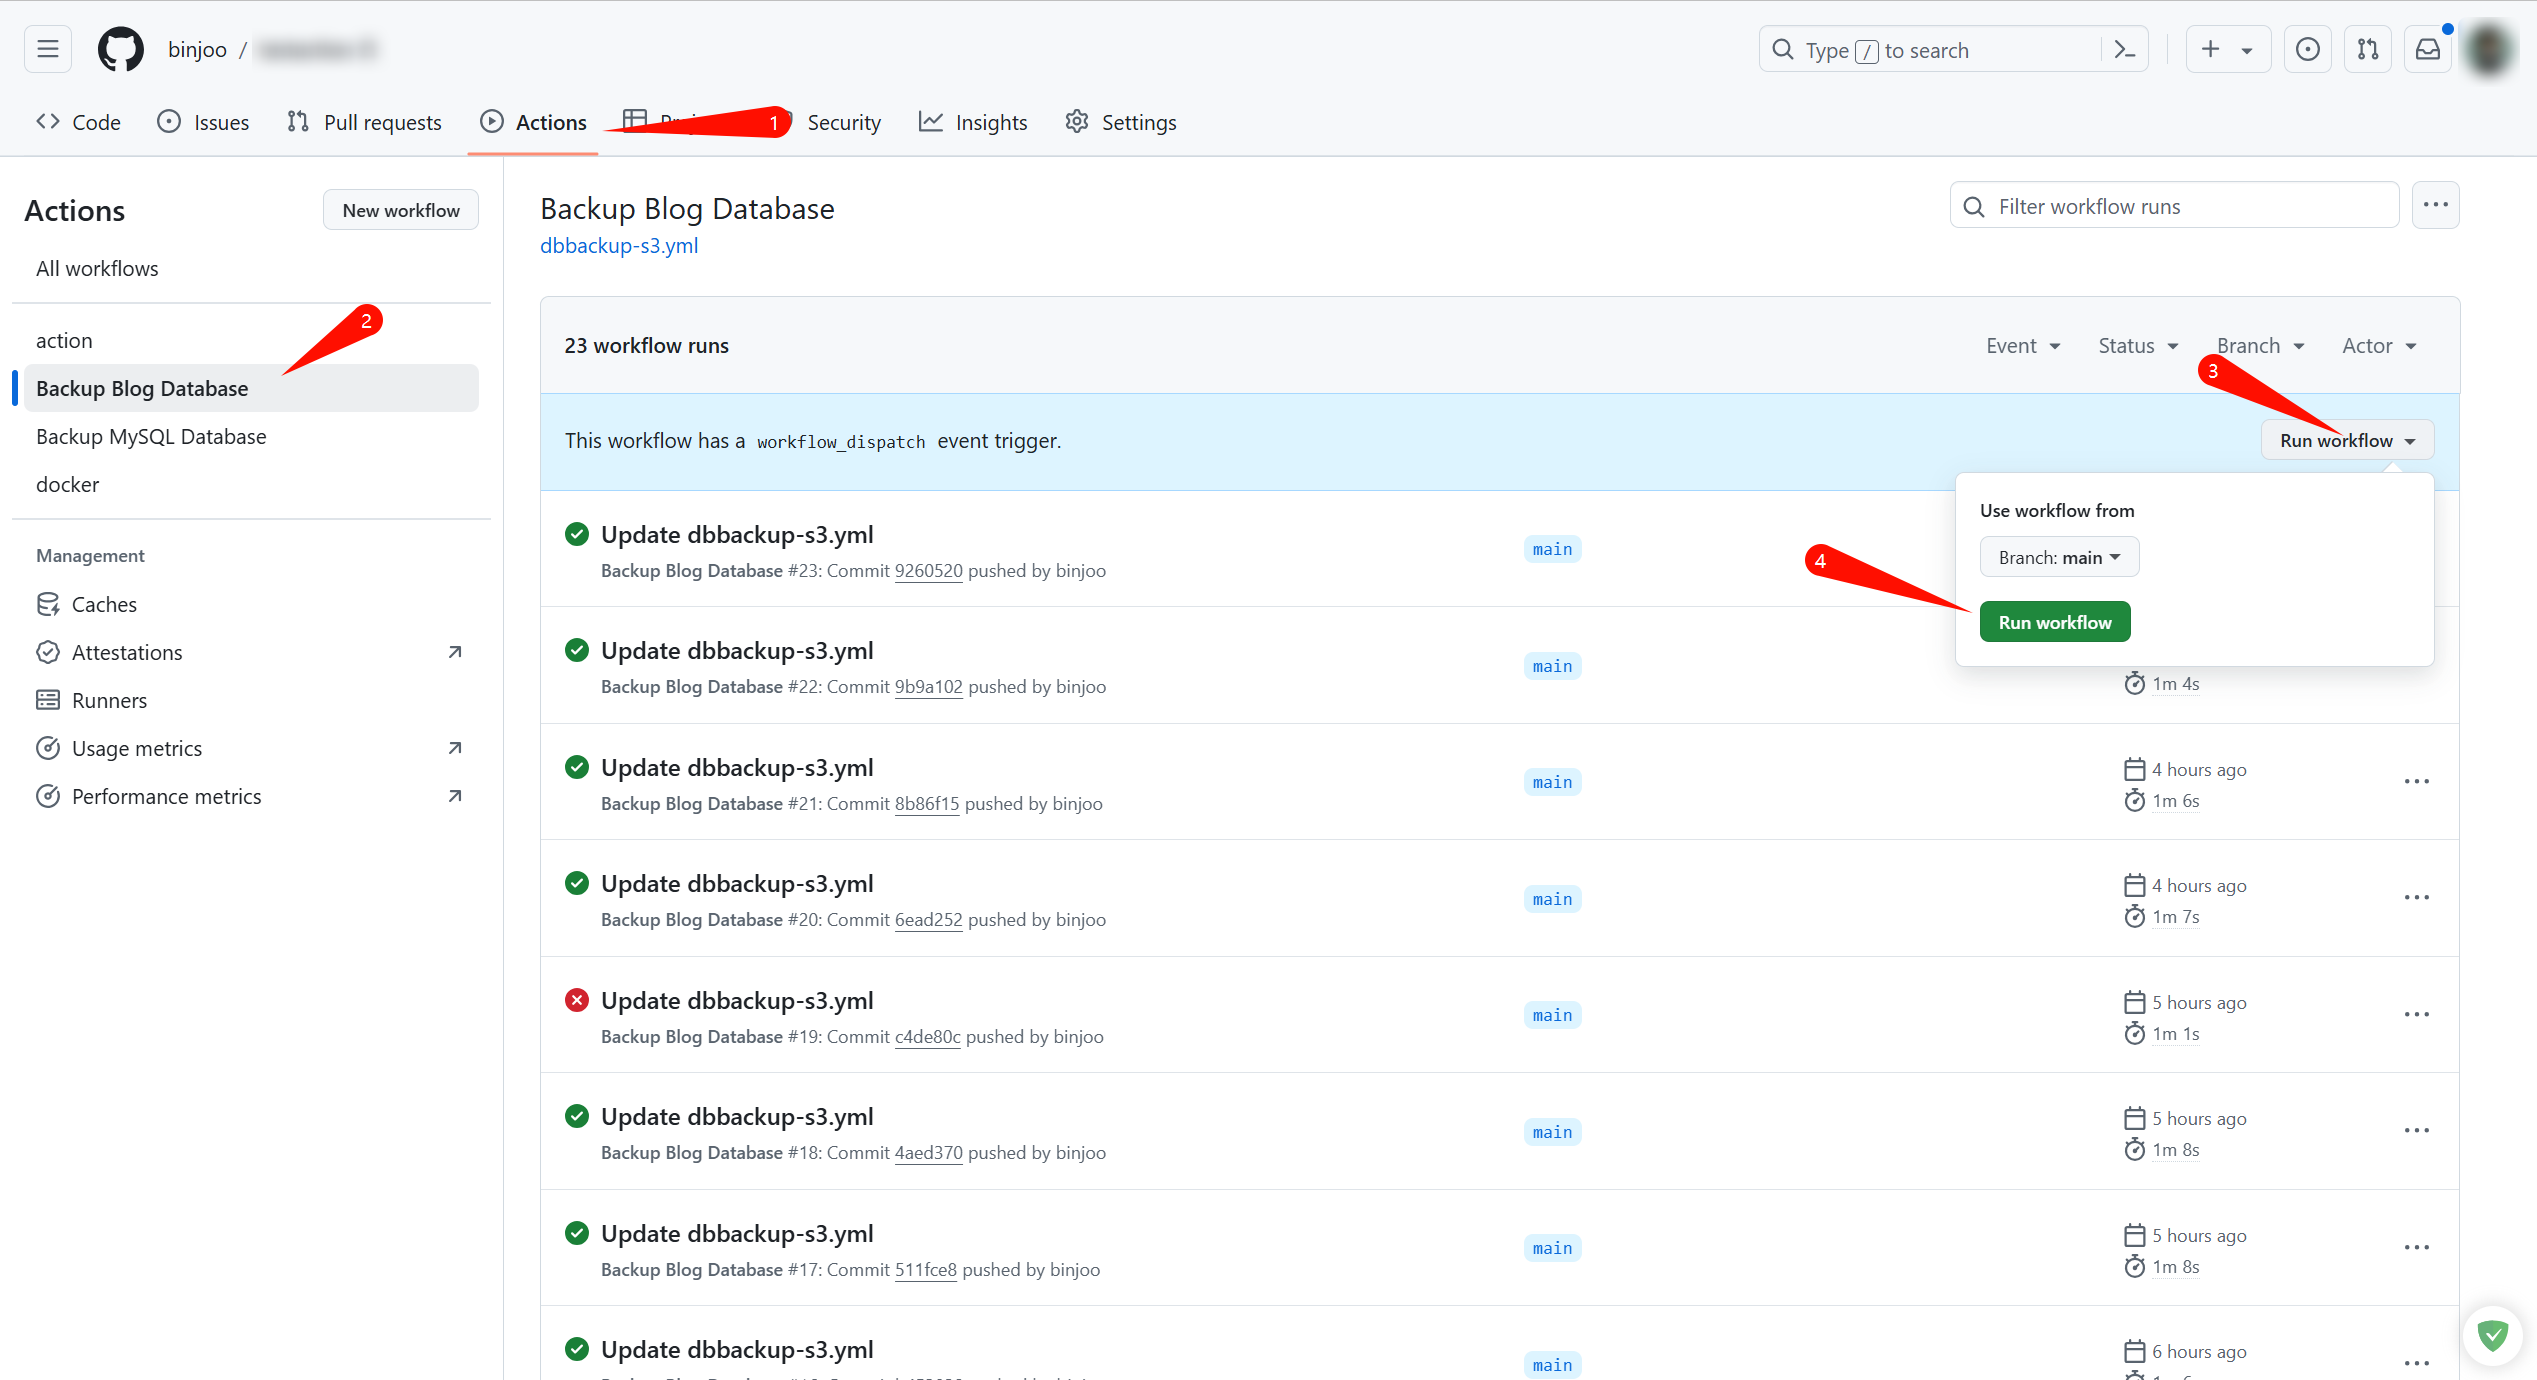 binjoo /
Type / to search
Code
Issues
Pull requests
Actions
1
Security
Insights
Settings
Actions
New workflow
All workflows
2
action
Backup Blog Database
Backup MySQL Database
docker
Management
Caches
Attestations
Runners
Usage metrics
Performance metrics
Backup Blog Database
dbbackup-s3.yml
Filter workflow runs
23 workflow runs
Event
Status
Branch
Actor
3
This workflow has a workflow_dispatch event trigger.
Run workflow
Use workflow from
Branch: main
4
Run workflow
Update dbbackup-s3.yml
Backup Blog Database #23: Commit 9260520 pushed by binjoo
main
Update dbbackup-s3.yml
Backup Blog Database #22: Commit 9b9a102 pushed by binjoo
main
1m 4s
Update dbbackup-s3.yml
Backup Blog Database #21: Commit 8b86f15 pushed by binjoo
main
4 hours ago
1m 6s
Update dbbackup-s3.yml
Backup Blog Database #20: Commit 6ead252 pushed by binjoo
main
4 hours ago
1m 7s
Update dbbackup-s3.yml
Backup Blog Database #19: Commit c4de80c pushed by binjoo
main
5 hours ago
1m 1s
Update dbbackup-s3.yml
Backup Blog Database #18: Commit 4aed370 pushed by binjoo
main
5 hours ago
1m 8s
Update dbbackup-s3.yml
Backup Blog Database #17: Commit 511fce8 pushed by binjoo
main
5 hours ago
1m 8s
Update dbbackup-s3.yml
main
6 hours ago